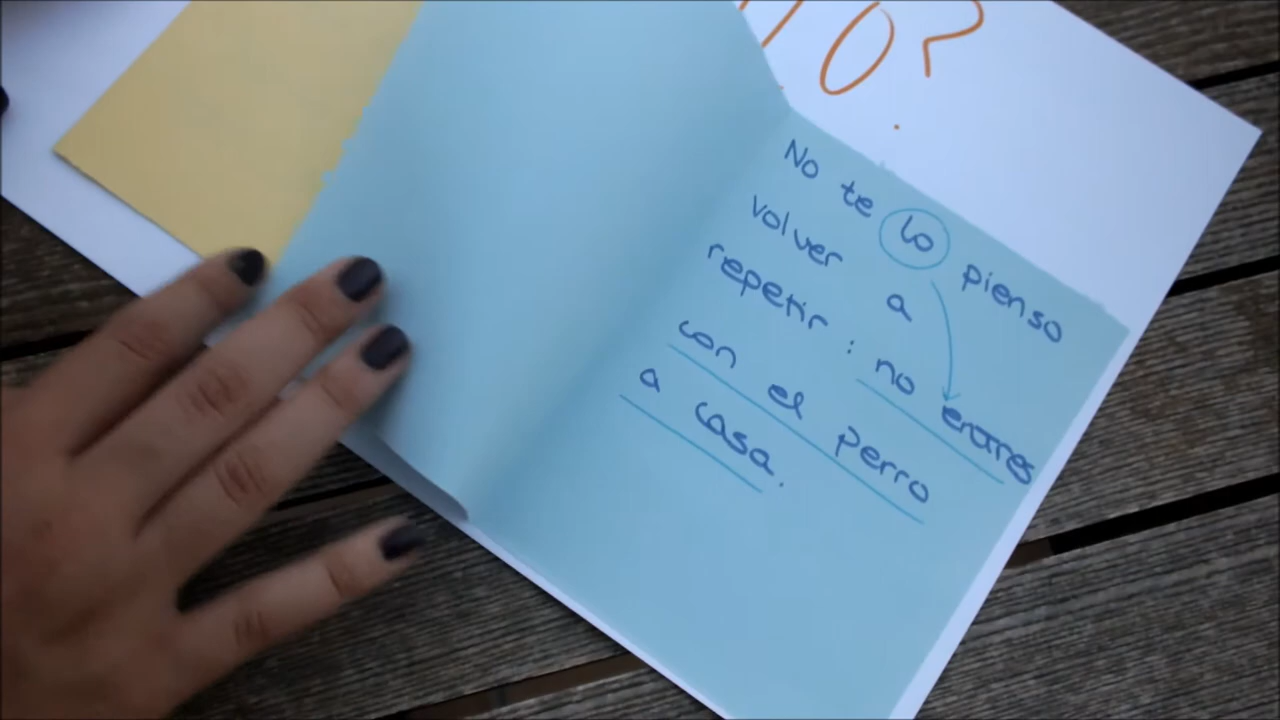 No te lo pienso
volver a
repetir : no entres
con el perro
a casa.